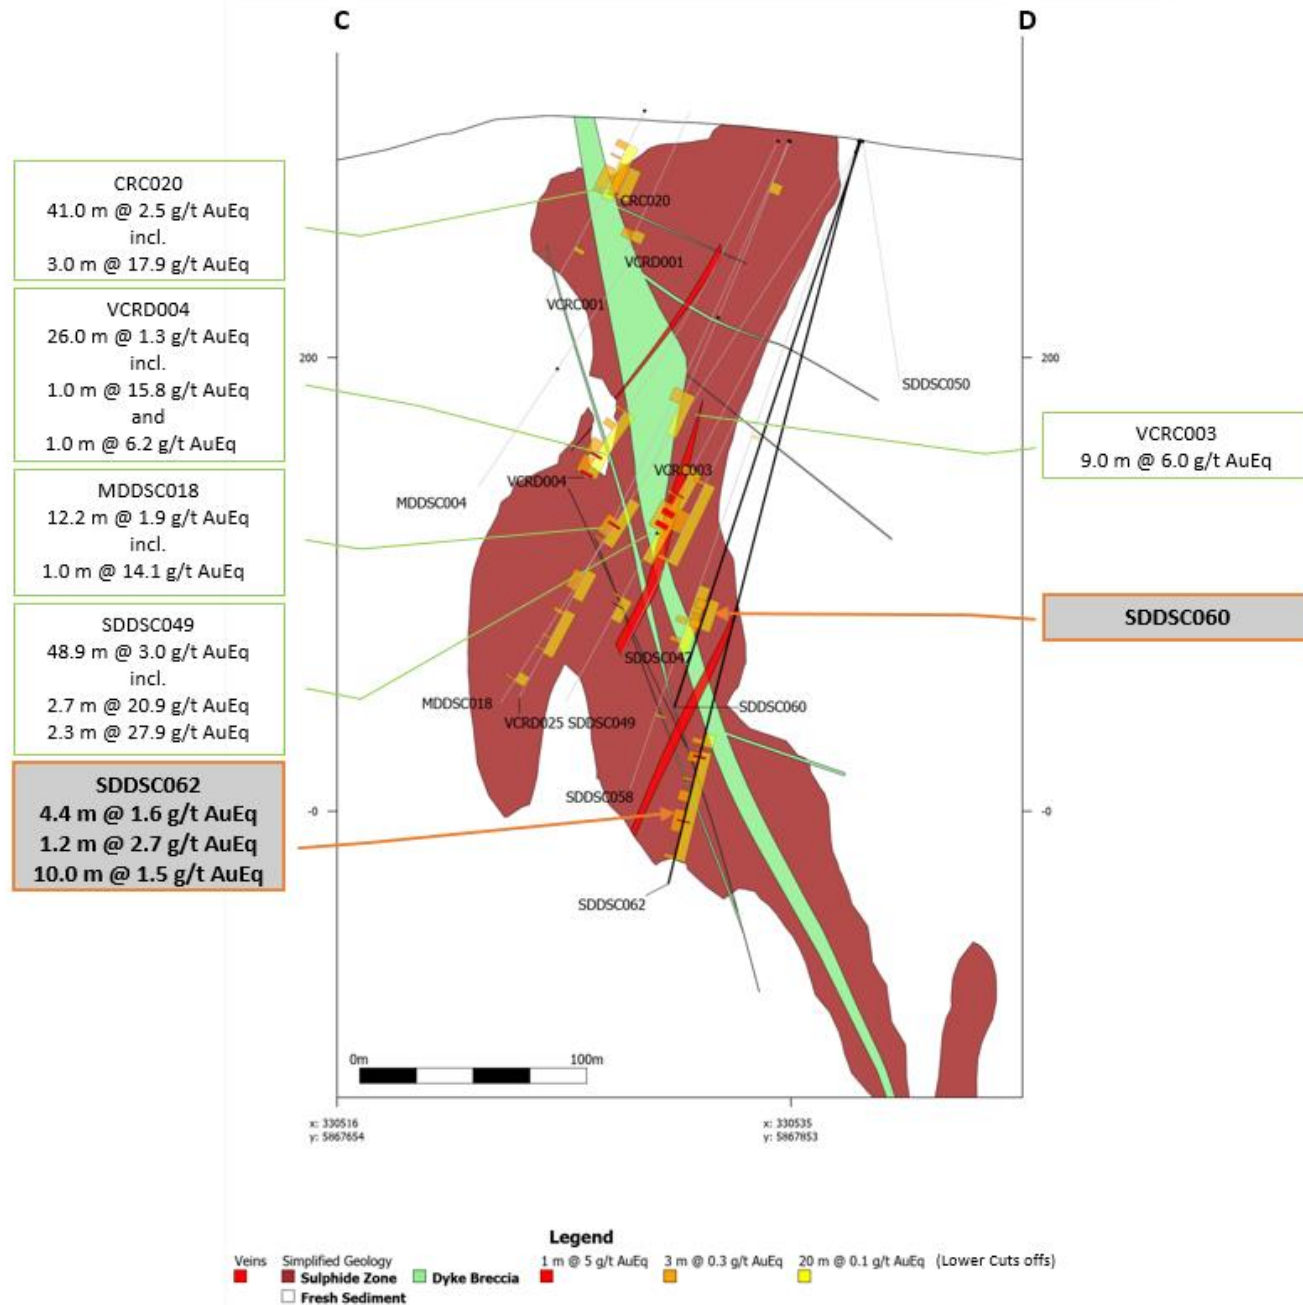 C
D
CRC020
41.0 m @ 2.5 g/t AuEq
incl.
3.0 m @ 17.9 g/t AuEq
VCRD004
26.0 m @ 1.3 g/t AuEq
incl.
1.0 m @ 15.8 g/t AuEq
and
1.0 m @ 6.2 g/t AuEq
MDDSC018
12.2 m @ 1.9 g/t AuEq
incl.
1.0 m @ 14.1 g/t AuEq
SDDSC049
48.9 m @ 3.0 g/t AuEq
incl.
2.7 m @ 20.9 g/t AuEq
2.3 m @ 27.9 g/t AuEq
SDDSC062
4.4 m @ 1.6 g/t AuEq
1.2 m @ 2.7 g/t AuEq
10.0 m @ 1.5 g/t AuEq
CRC020
VCRD001
VCRC001
200
200
SDDSC050
VCRC003
9.0 m @ 6.0 g/t AuEq
VCRC003
VCRD004
MDDSC004
SDDSC060
SDDSC047
MDDSC018
SDDSC060
VCRD025
SDDSC049
SDDSC058
-0
-0
SDDSC062
0m
100m
x: 330516
y: 5867654
x: 330535
y: 5867853
Legend
Veins
Simplified Geology
Sulphide Zone
Dyke Breccia
Fresh Sediment
1 m @ 5 g/t AuEq
3 m @ 0.3 g/t AuEq
20 m @ 0.1 g/t AuEq
(Lower Cuts offs)